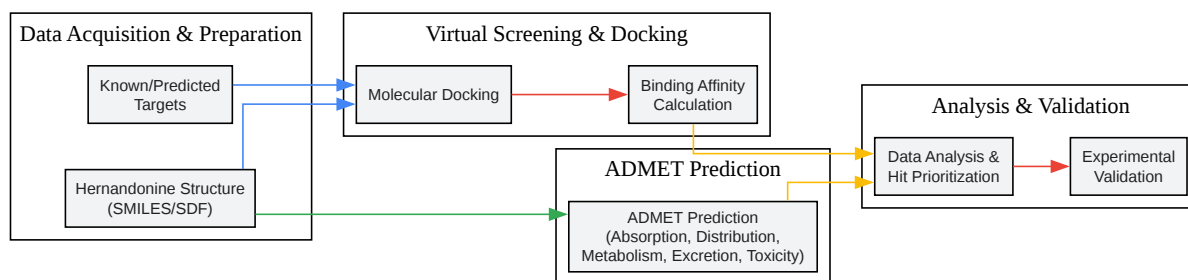 Data Acquisition & Preparation
Known/Predicted
Targets
Hernandonine Structure
(SMILES/SDF)
Virtual Screening & Docking
Molecular Docking
Binding Affinity
Calculation
ADMET Prediction
ADMET Prediction
(Absorption, Distribution,
Metabolism, Excretion, Toxicity)
Analysis & Validation
Data Analysis &
Hit Prioritization
Experimental
Validation